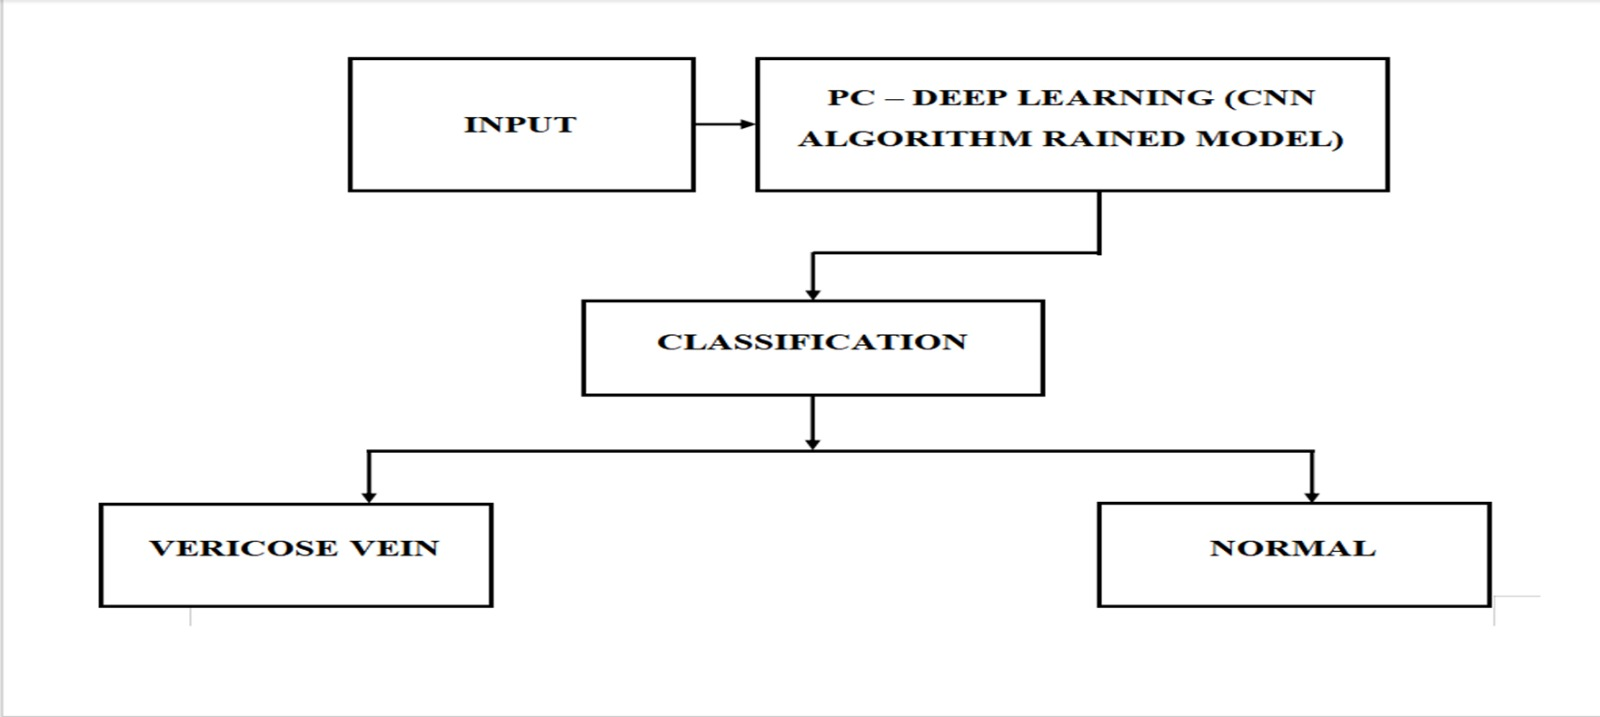 INPUT
PC – DEEP LEARNING (CNN
ALGORITHM RAINED MODEL)
CLASSIFICATION
VERICOSE VEIN
NORMAL